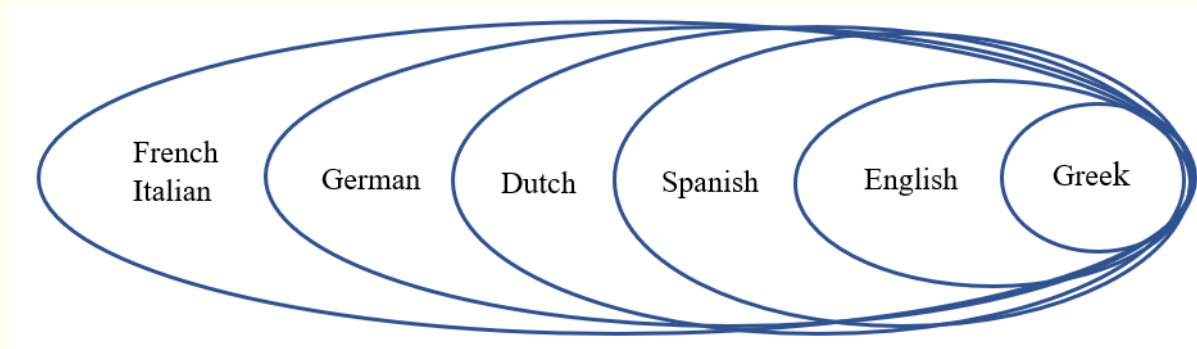 French
Italian
German
Dutch
Spanish
English
Greek